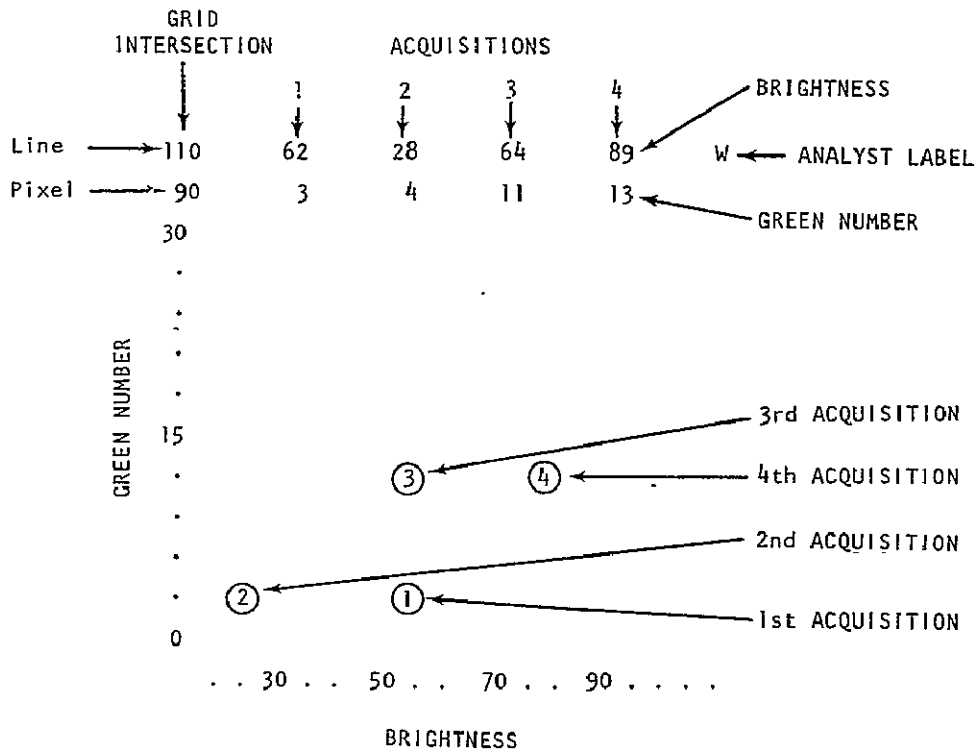 GRID
INTERSECTION ACQUISITIONS
1 2 3 4
BRIGHTNESS
Line 110 62 28 64 89 W ANALYST LABEL
Pixel 90 3 4 11 13
GREEN NUMBER
30
GREEN NUMBER
3rd ACQUISITION
15
3 4 4th ACQUISITION
2nd ACQUISITION
2 1
1st ACQUISITION
0
. . 30 . . . 50 . . . 70 . . . 90 . . . .
BRIGHTNESS